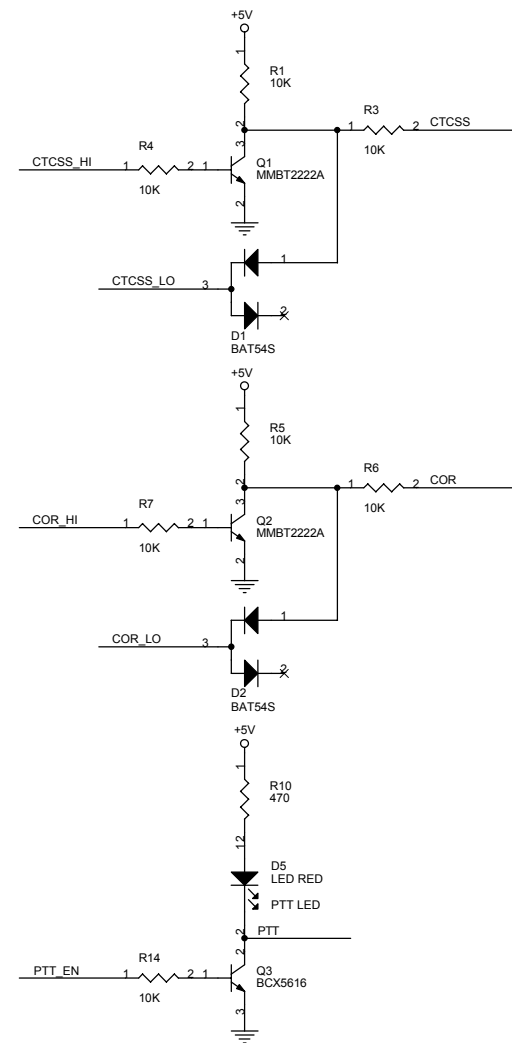 +5V
1
R1
10K
2
R3
1
2
CTCSS
10K
3
R4
CTCSS_HI
1
2
1
10K
Q1
MMBT2222A
2
1
CTCSS_LO
3
2
D1
BAT54S
+5V
1
R5
10K
2
R6
1
2
COR
10K
3
R7
COR_HI
1
2
1
10K
Q2
MMBT2222A
2
1
COR_LO
3
2
D2
BAT54S
+5V
1
R10
470
12
D5
LED RED
PTT LED
2
PTT
2
R14
PTT_EN
1
2
1
10K
Q3
BCX5616
3